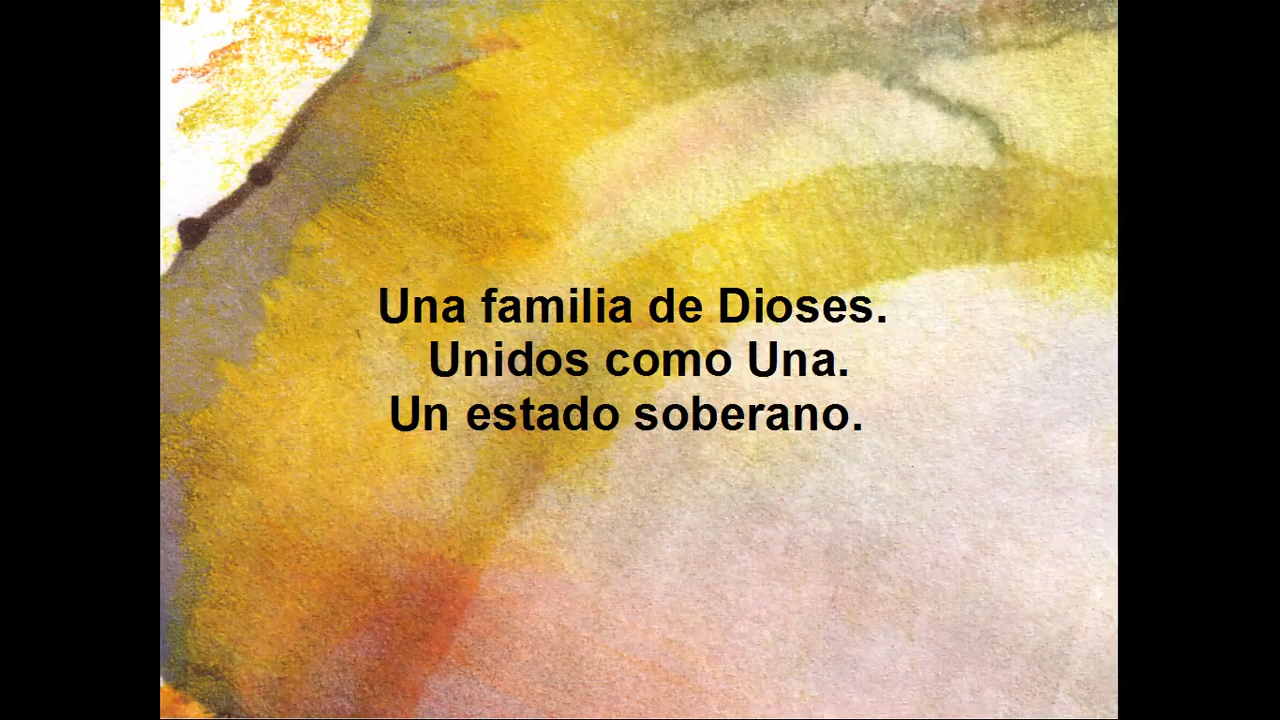 Una familia de Dioses.
Unidos como Una.
Un estado soberano.